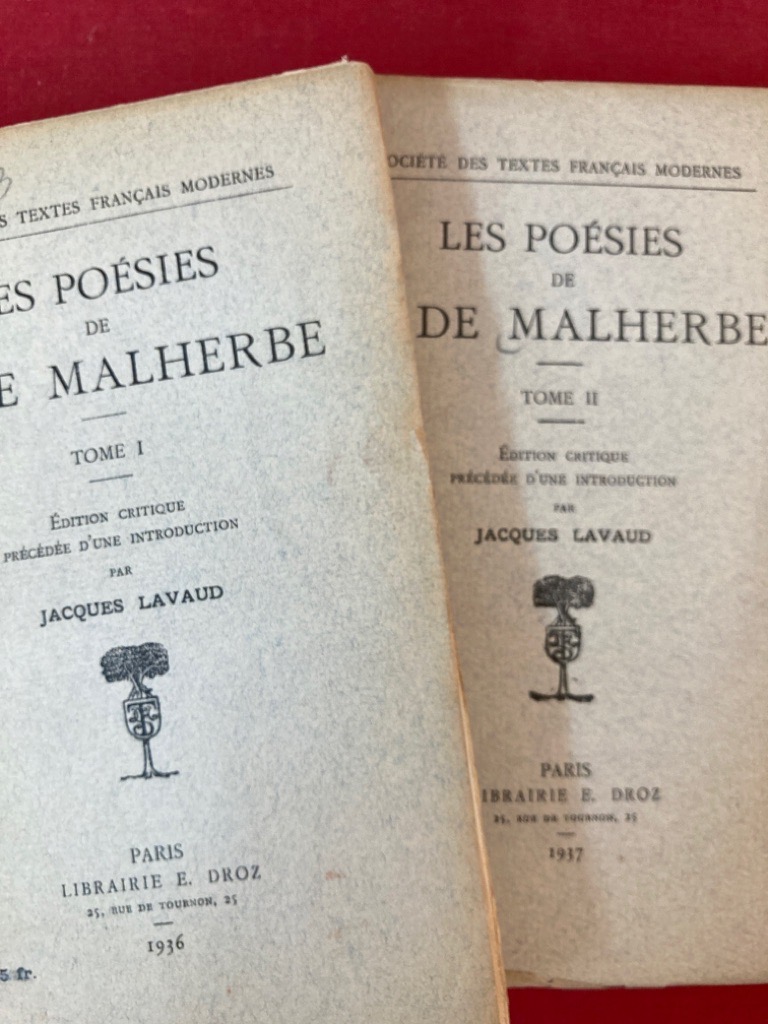 3
S TEXTES FRANÇAIS MODERNES
ES POÉSIES
DE
E MALHERBE
TOME I
ÉDITION CRITIQUE
PRÉCÉDÉE D'UNE INTRODUCTION
PAR
JACQUES LAVAUD
PARIS
LIBRAIRIE E. DROZ
25, RUE DE TOURNON, 25
1936
5 fr.
OCIÉTÉ DES TEXTES FRANÇAIS MODERNES
LES POÉSIES
DE
DE MALHERBE
TOME II
ÉDITION CRITIQUE
PRÉCÉDÉE D'UNE INTRODUCTION
PAR
JACQUES LAVAUD
PARIS
IBRAIRIE E. DROZ
25, RUE DE TOURNON, 25
1937